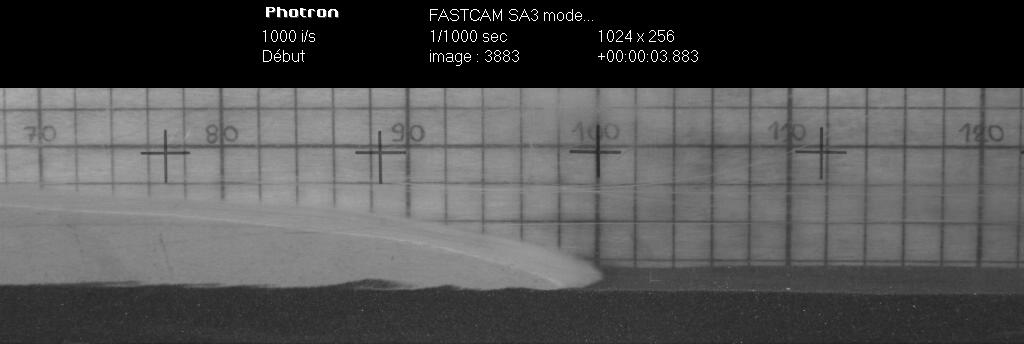 Photron FASTCAM SA3 mode...
1000 i/s 1/1000 sec 1024 x 256
Début image : 3883 +00:00:03.883
70 80 90 100 110 120